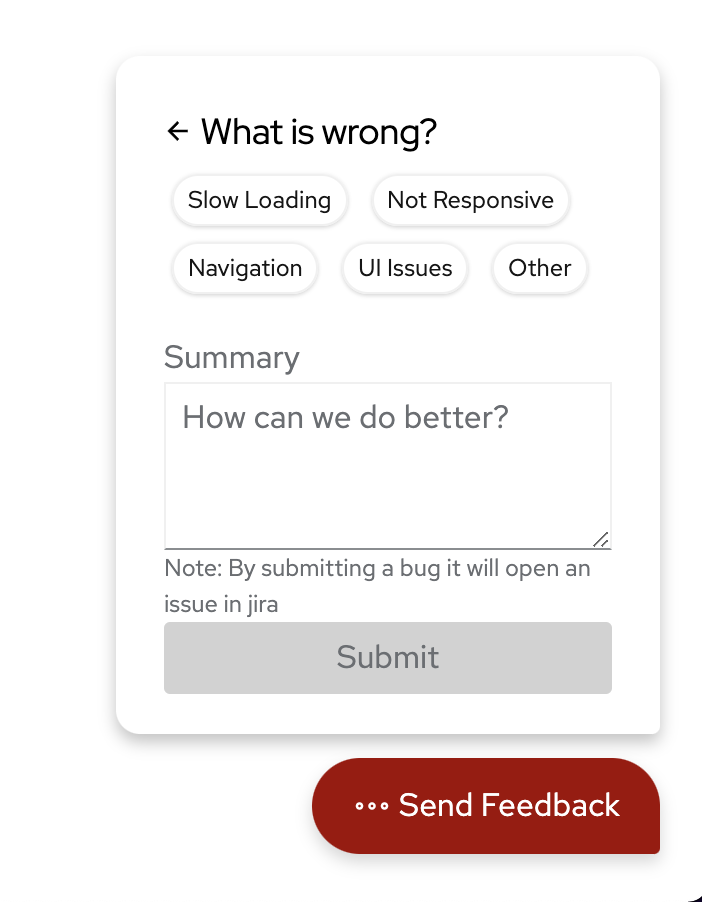 What is wrong?
Slow Loading
Not Responsive
Navigation
UI Issues
Other
Summary
How can we do better?
Note: By submitting a bug it will open an
issue in jira
Submit
Send Feedback